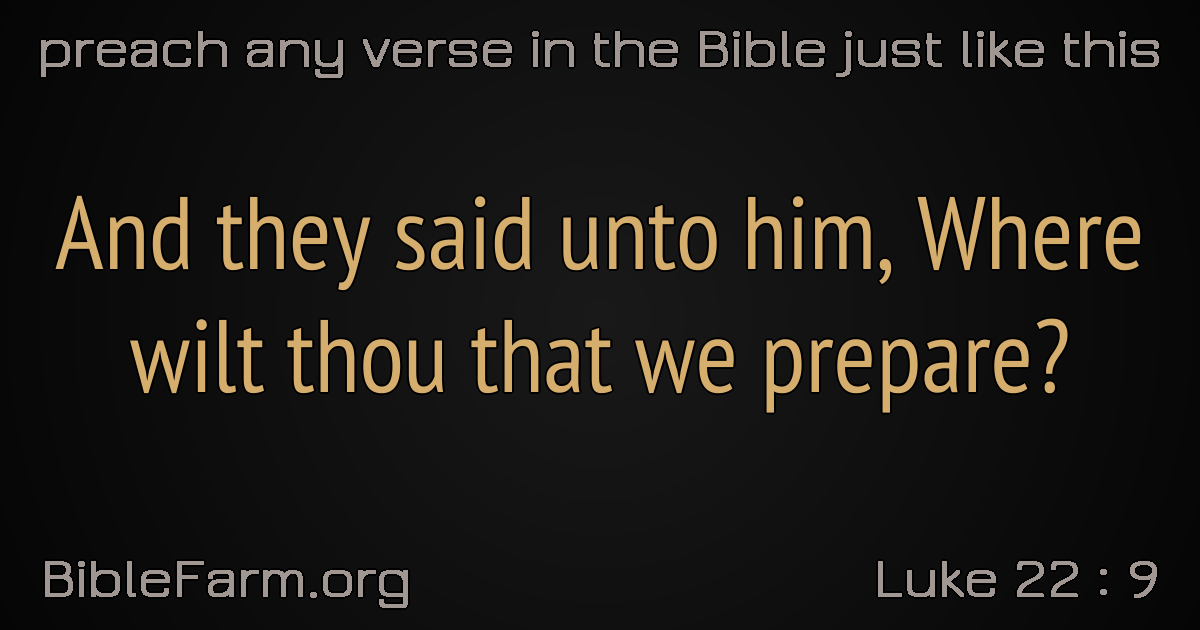 preach any verse in the Bible just like this
And they said unto him, Where
wilt thou that we prepare?
BibleFarm.org
Luke 22 : 9